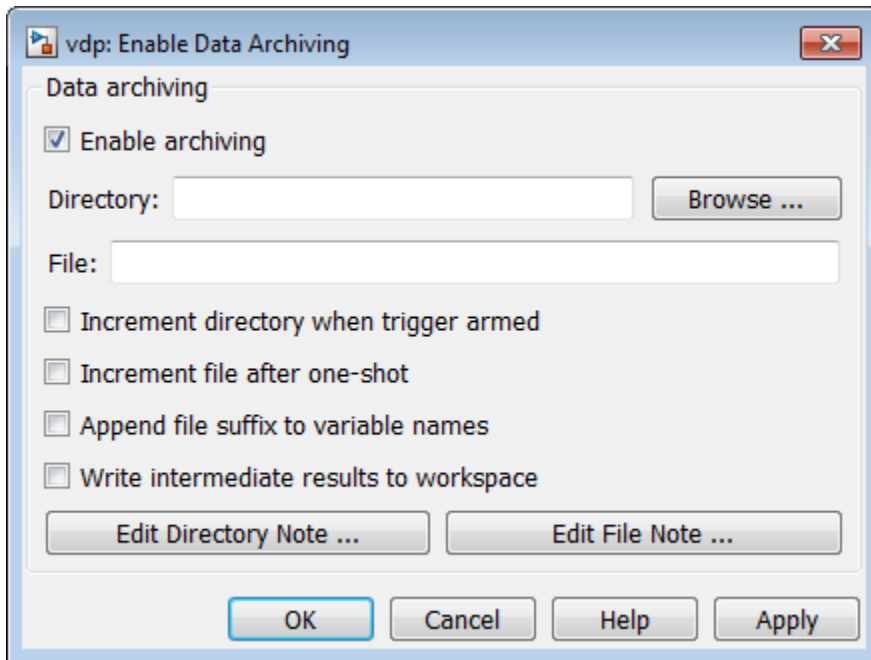 vdp: Enable Data Archiving
Data archiving
Enable archiving
Directory: Browse ...
File:
Increment directory when trigger armed
Increment file after one-shot
Append file suffix to variable names
Write intermediate results to workspace
Edit Directory Note ... Edit File Note ...
OK Cancel Help Apply